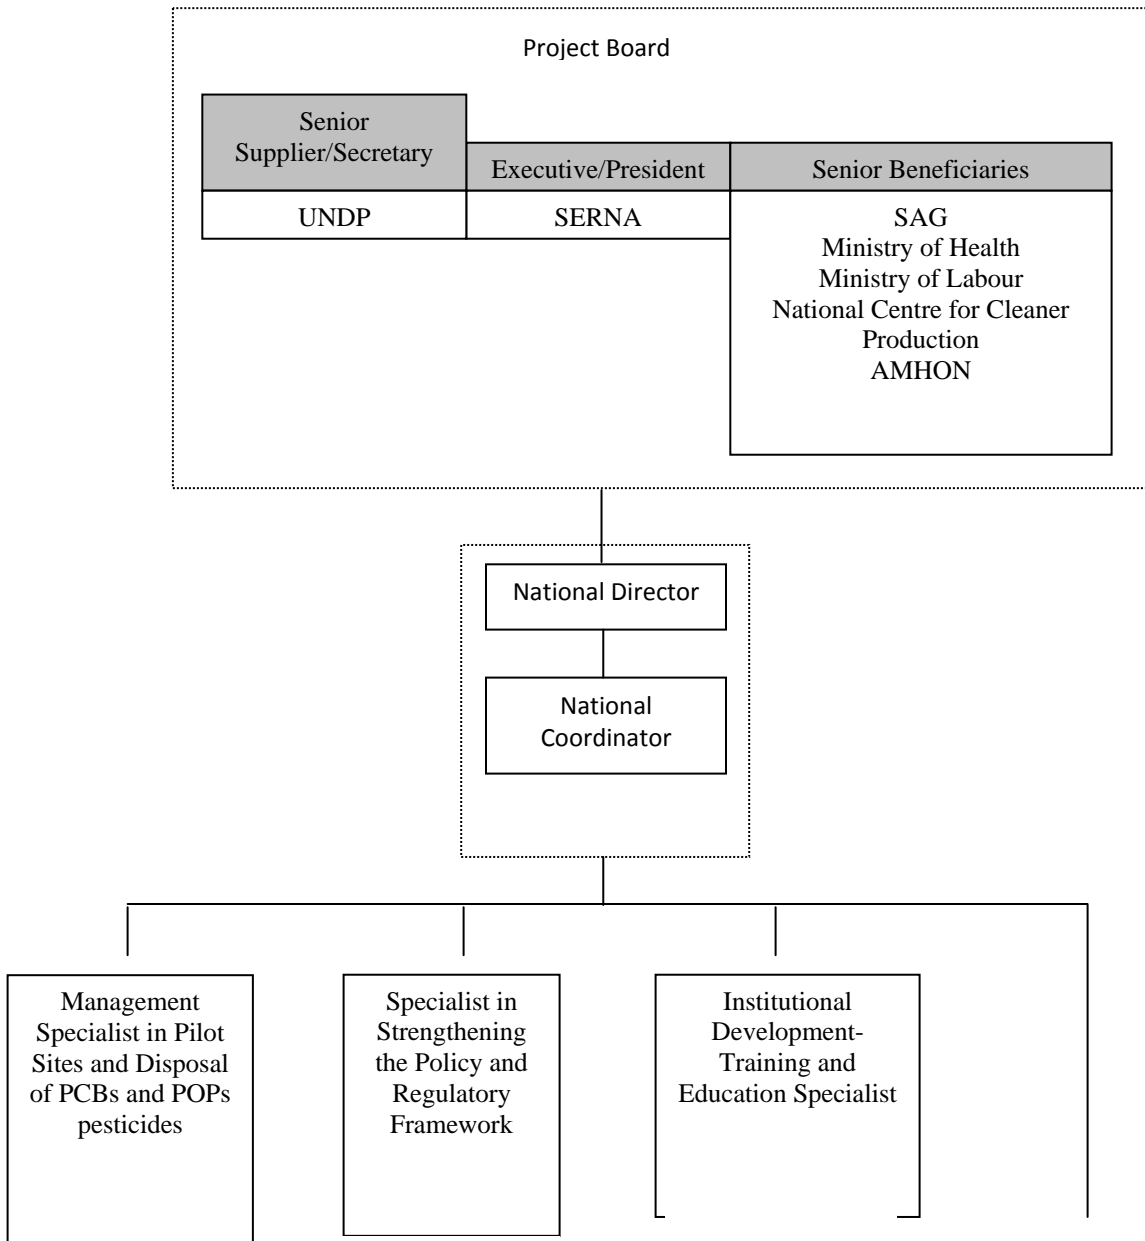 Project Board
Senior
Supplier/Secretary
Executive/President
Senior Beneficiaries
UNDP
SERNA
SAG
Ministry of Health
Ministry of Labour
National Centre for Cleaner
Production
AMHON
National Director
National
Coordinator
Management
Specialist in Pilot
Sites and Disposal
of PCBs and POPs
pesticides
Specialist in
Strengthening
the Policy and
Regulatory
Framework
Institutional
Development-
Training and
Education Specialist